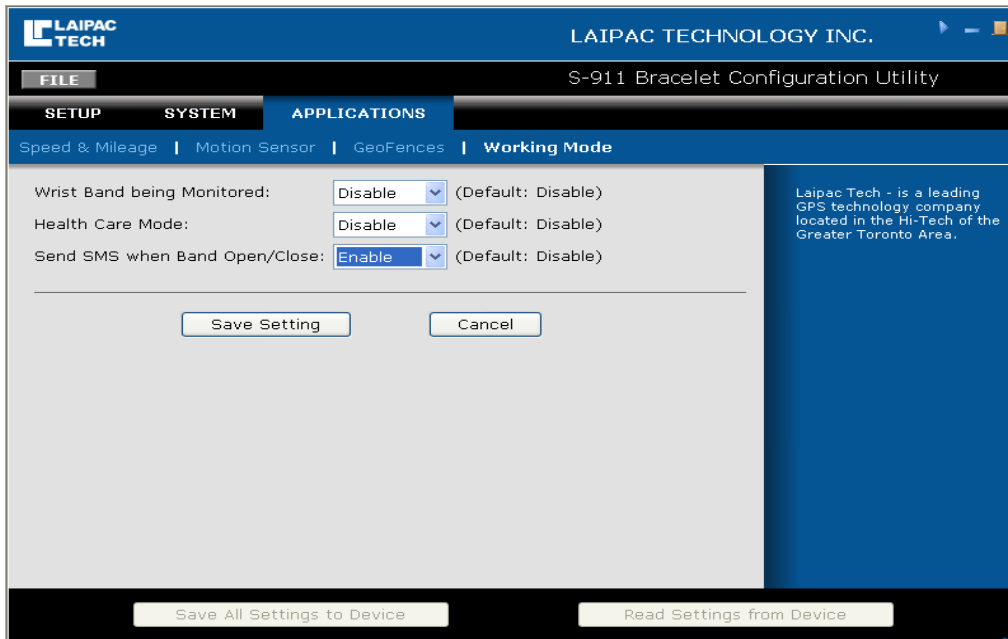 LAIPAC
TECH
LAIPAC TECHNOLOGY INC.
FILE
S-911 Bracelet Configuration Utility
SETUP SYSTEM APPLICATIONS
Speed & Mileage | Motion Sensor | GeoFences | Working Mode
Wrist Band being Monitored: Disable (Default: Disable)
Health Care Mode: Disable (Default: Disable)
Send SMS when Band Open/Close: Enable (Default: Disable)
Save Setting Cancel
Laipac Tech - is a leading
GPS technology company
located in the Hi-Tech of the
Greater Toronto Area.
Save All Settings to Device Read Settings from Device